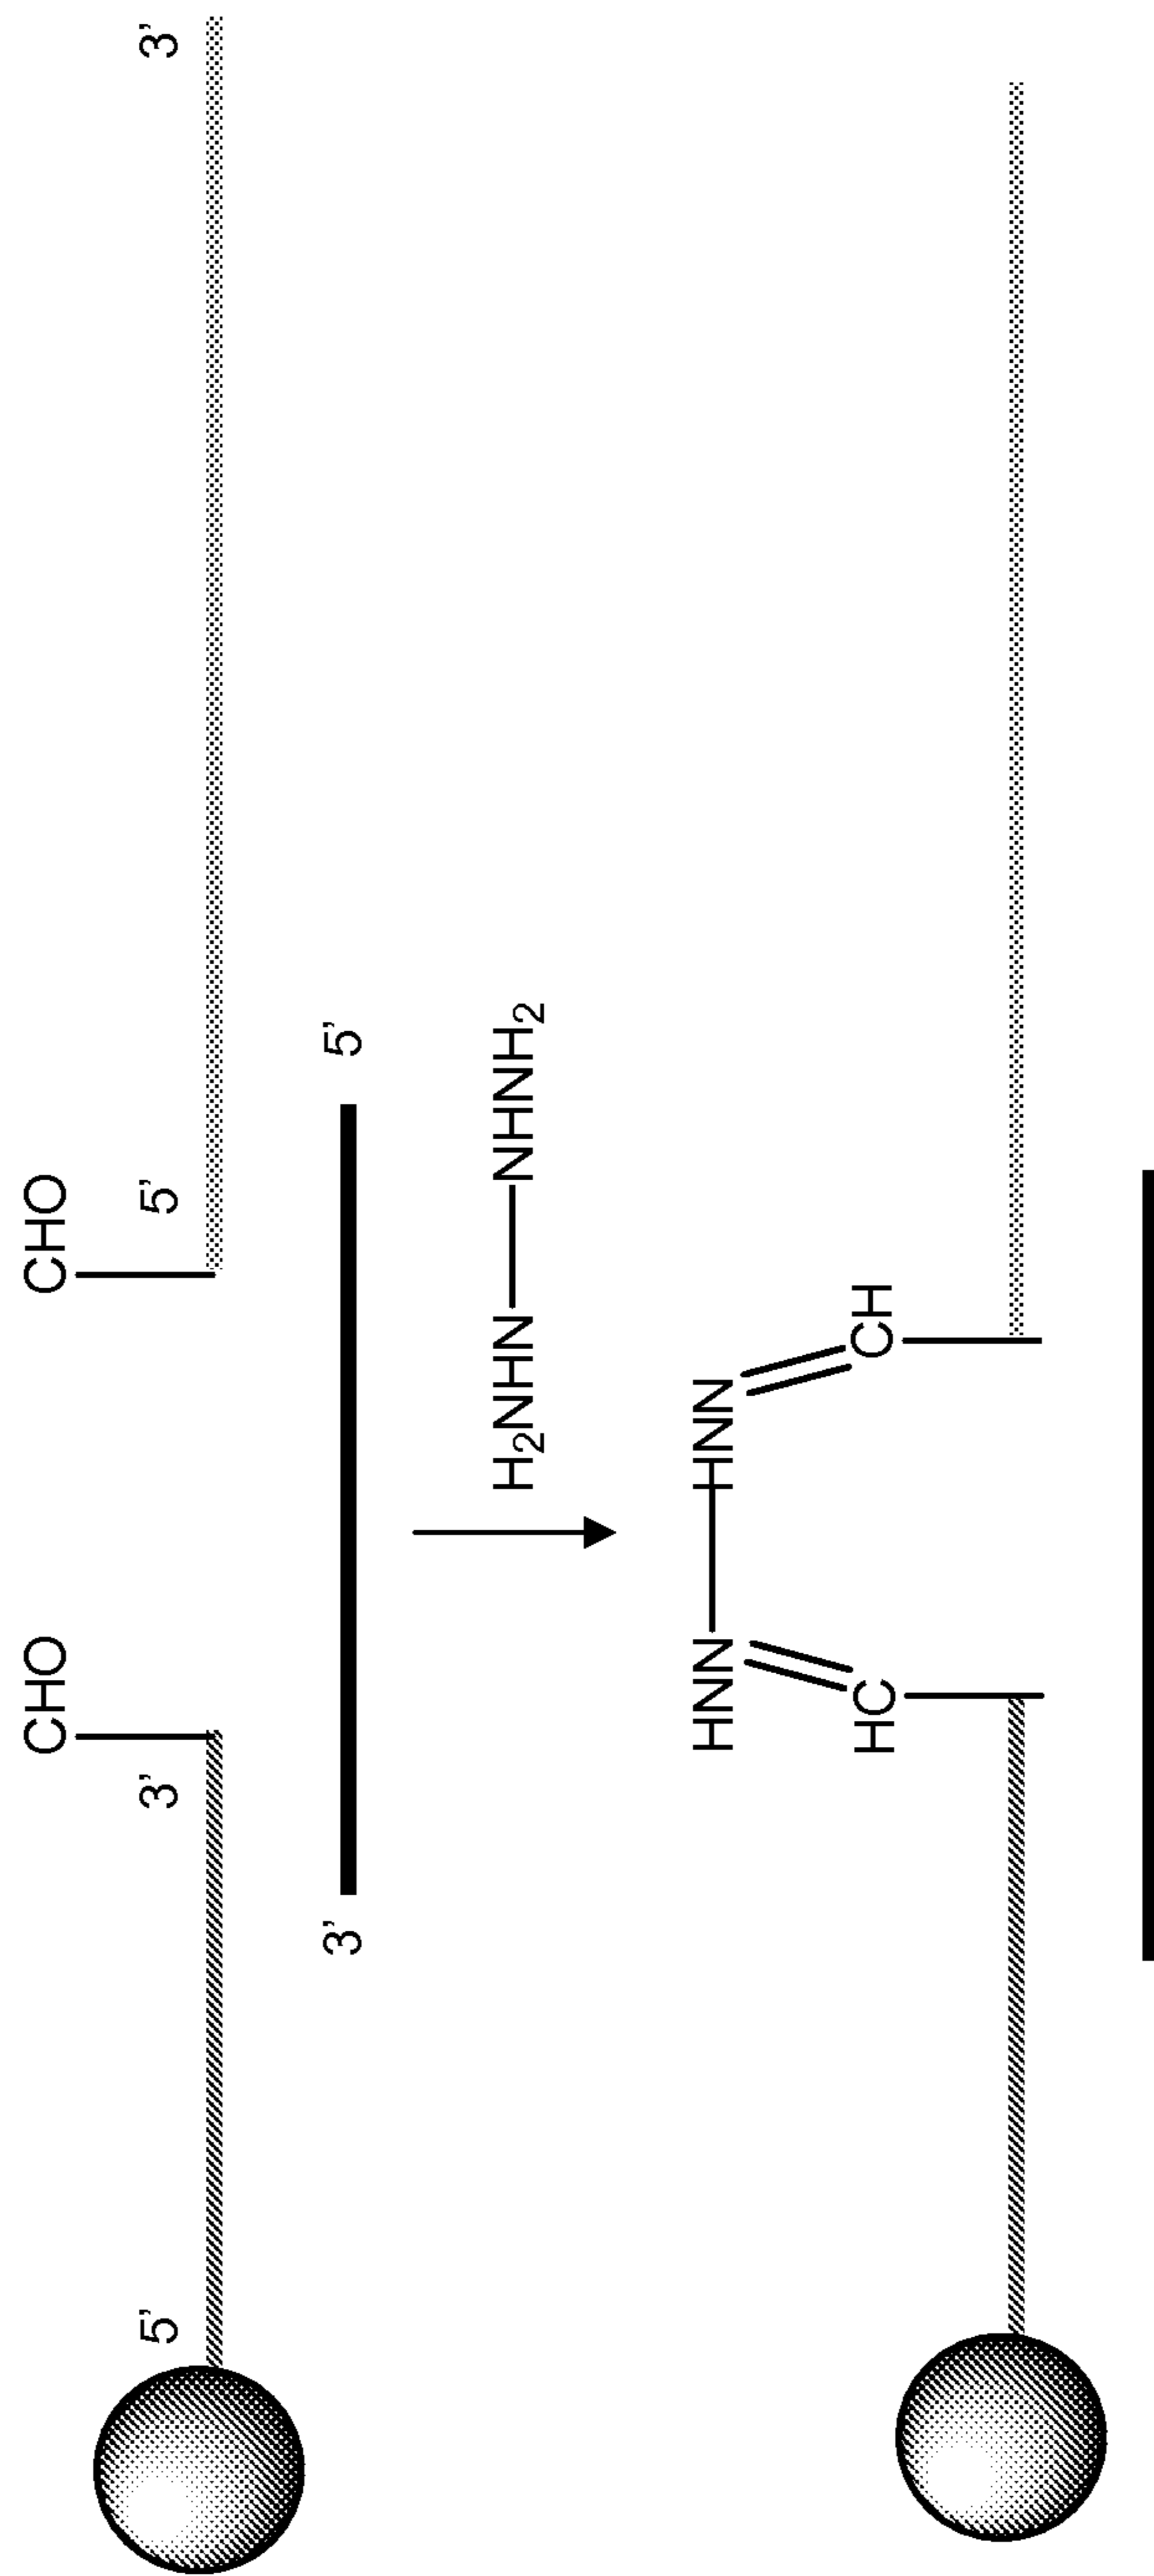 CHO CHO
5' 3' 5' 3'
3' 5'
H₂NHN—NHNH₂
HNN—HNN
HC CH